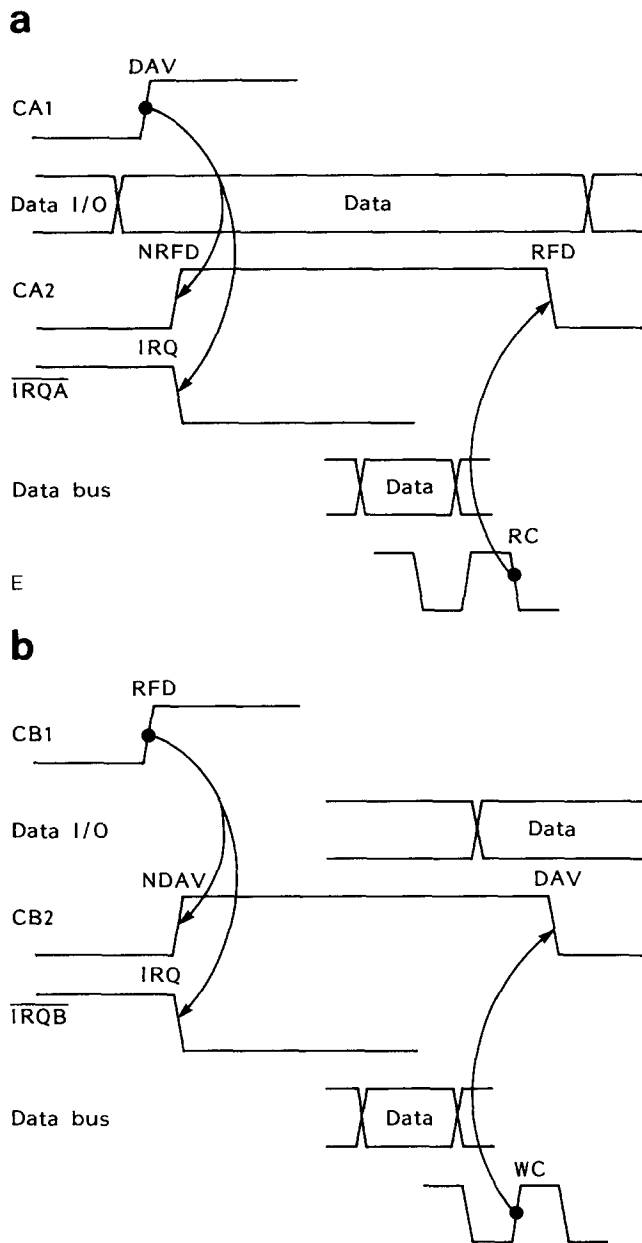 a
DAV
CA1
Data I/O Data
NRFD RFD
CA2
IRQ
IRQA
Data bus Data
RC
E
b
RFD
CB1
Data I/O Data
NDAV DAV
CB2
IRQ
IRQB
Data bus Data
WC